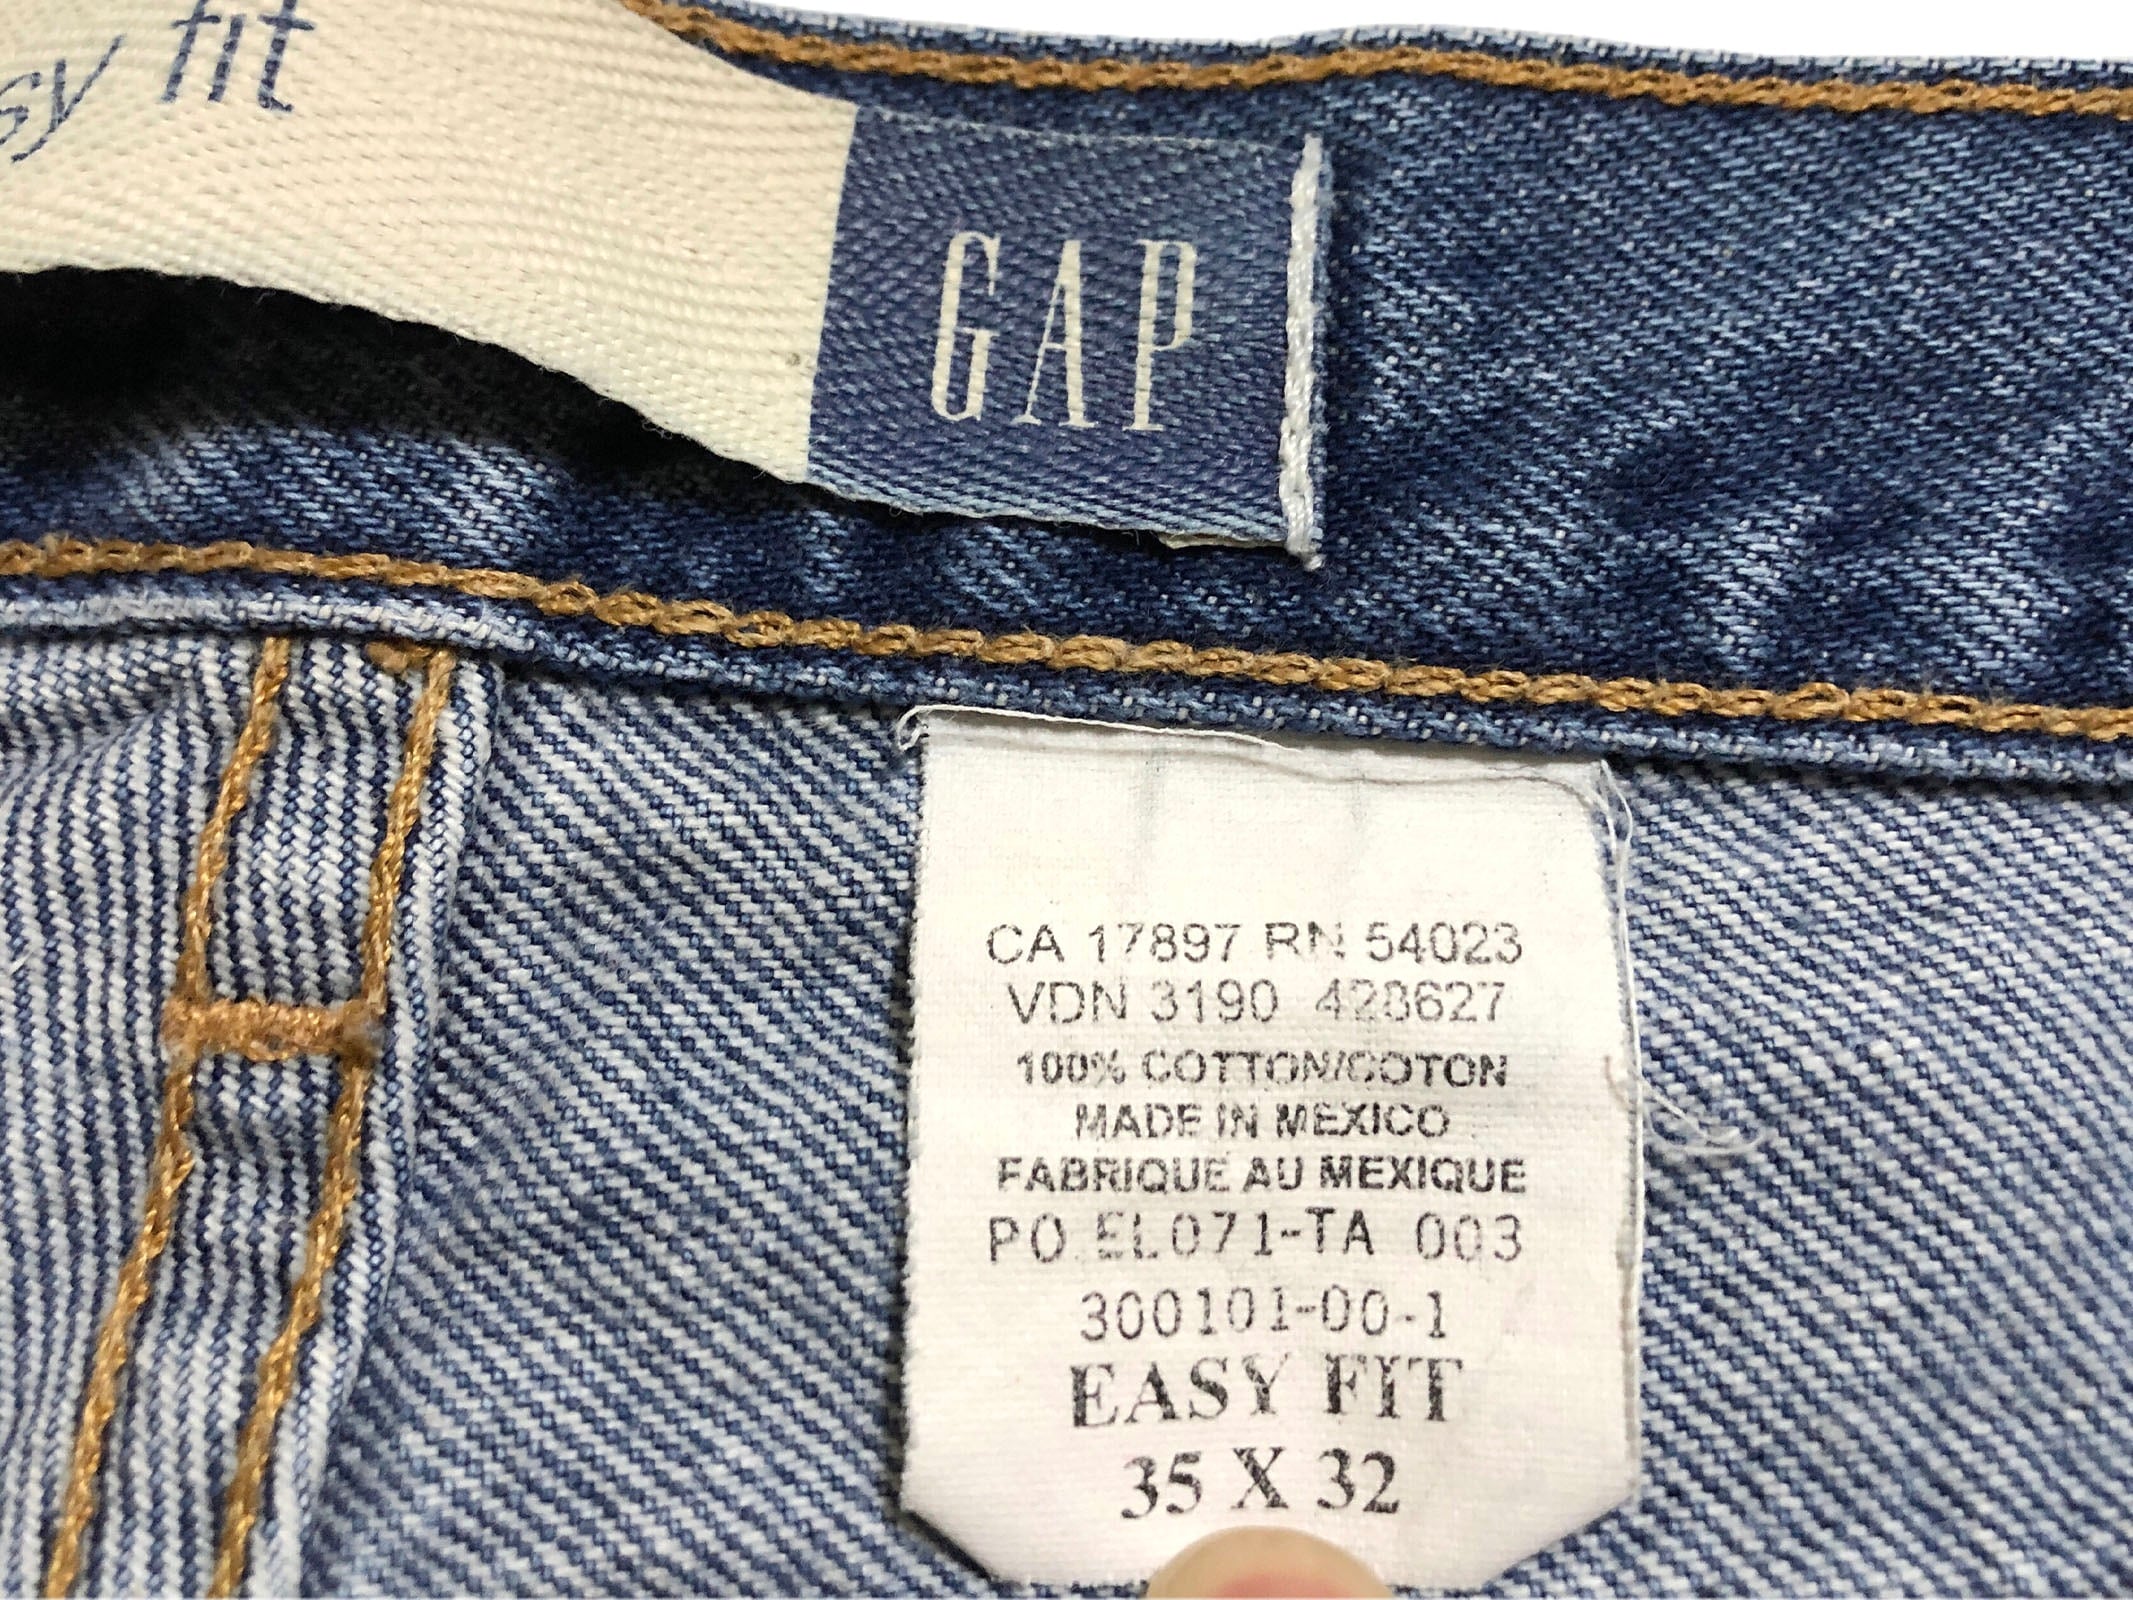 sy fit
GAP
CA 17897 RN 54023
VDN 3190 428627
100% COTTON/COTON
MADE IN MEXICO
FABRIQUE AU MEXIQUE
PO.EL071-TA 003
300101-00-1
EASY FIT
35 X 32